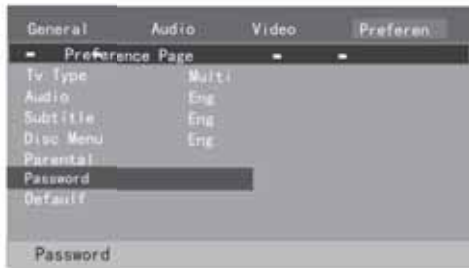 General Audio Video Preferen
- Preference Page - -
Tv Type Multi
Audio Eng
Subtitle Eng
Disc Menu Eng
Parental
Password
Default
Password